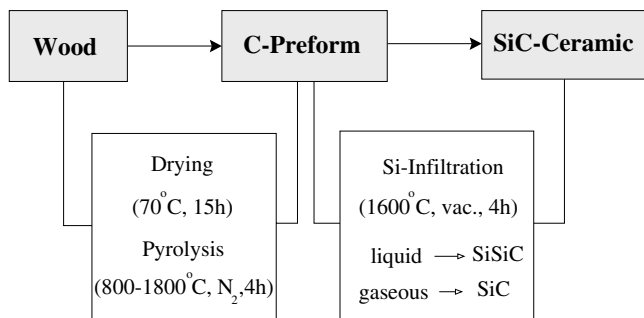 Wood
C-Preform
SiC-Ceramic
Drying
(70°C, 15h)
Pyrolysis
(800-1800°C, N₂,4h)
Si-Infiltration
(1600°C, vac., 4h)
liquid → SiSiC
gaseous → SiC